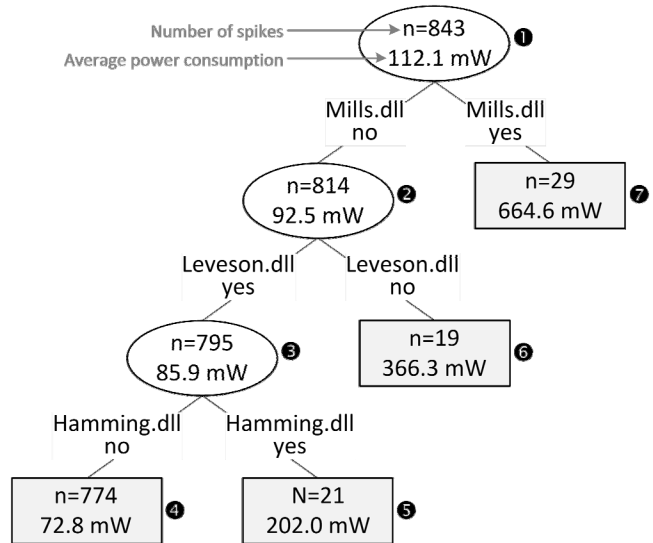 Number of spikes
n=843
Average power consumption
112.1 mW
❶
Mills.dll
no
Mills.dll
yes
n=814
92.5 mW
❷
n=29
664.6 mW
❼
Leveson.dll
yes
Leveson.dll
no
n=795
85.9 mW
❸
n=19
366.3 mW
❻
Hamming.dll
no
Hamming.dll
yes
n=774
72.8 mW
❹
N=21
202.0 mW
❺